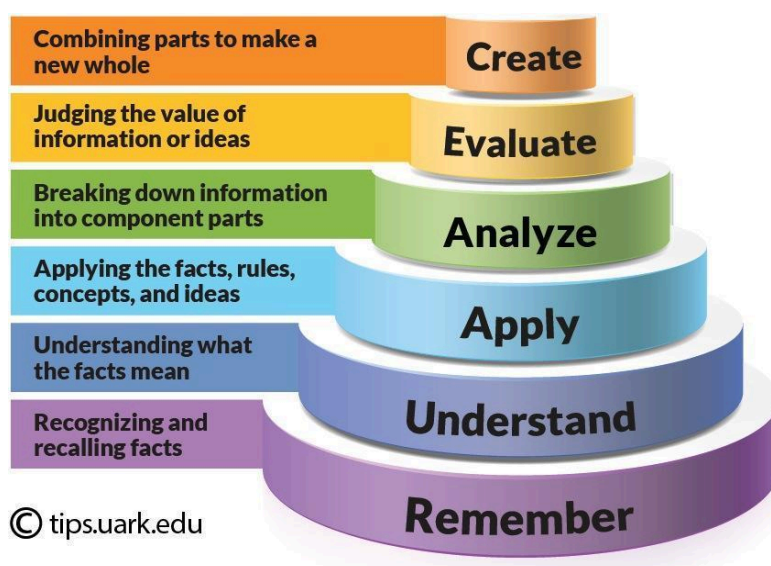 Combining parts to make a
new whole
Create
Judging the value of
information or ideas
Evaluate
Breaking down information
into component parts
Analyze
Applying the facts, rules,
concepts, and ideas
Apply
Understanding what
the facts mean
Understand
Recognizing and
recalling facts
Remember
© tips.uark.edu